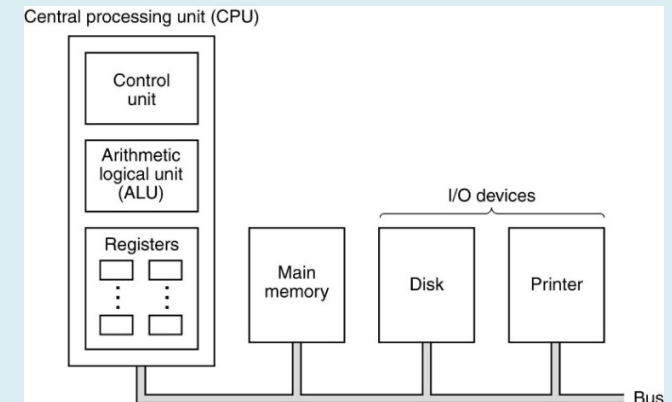 Central processing unit (CPU)
Control
unit
Arithmetic
logical unit
(ALU)
Registers
I/O devices
Main
memory
Disk
Printer
Bus